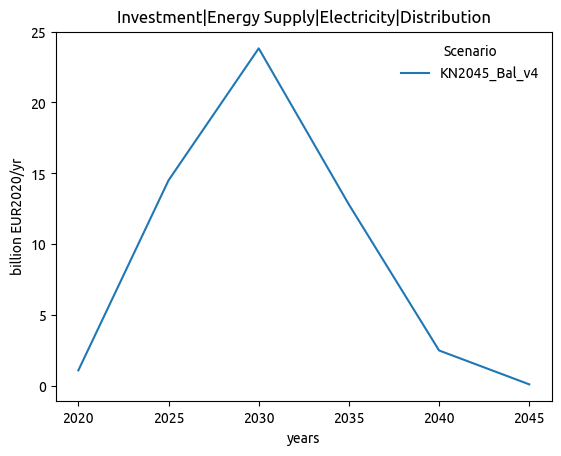 Investment|Energy Supply|Electricity|Distribution
25
20
15
10
5
0
billion EUR2020/yr
Scenario
KN2045_Bal_v4
2020 2025 2030 2035 2040 2045
years